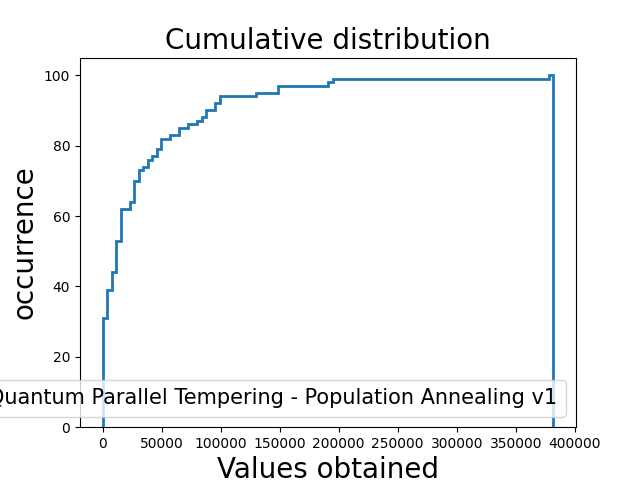 Cumulative distribution
occurrence
100
80
60
40
20
0
Quantum Parallel Tempering - Population Annealing v1
0 50000 100000 150000 200000 250000 300000 350000 400000
Values obtained